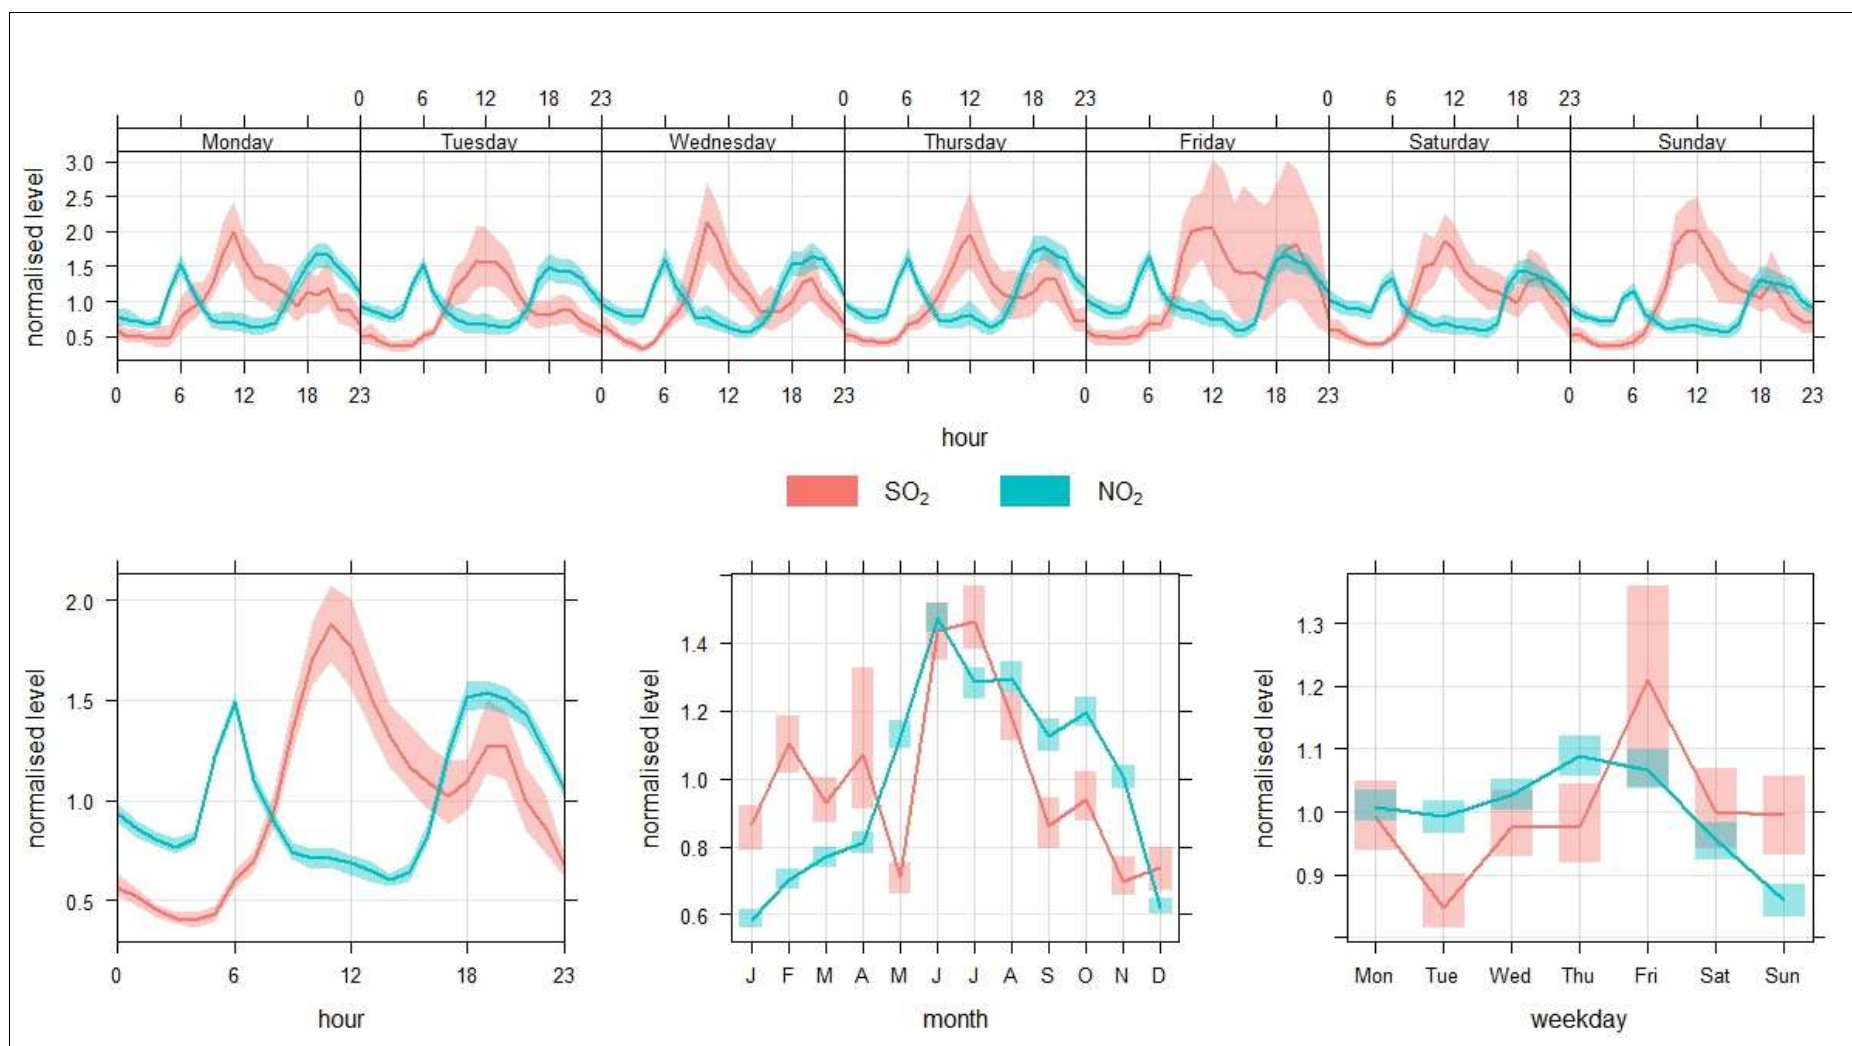 0 6 12 18 23 0 6 12 18 23 0 6 12 18 23
Monday Tuesday Wednesday Thursday Friday Saturday Sunday
normalised level
3.0
2.5
2.0
1.5
1.0
0.5
0 6 12 18 23 0 6 12 18 23 0 6 12 18 23 0 6 12 18 23
hour
SO₂ NO₂
normalised level
2.0
1.5
1.0
0.5
0 6 12 18 23
hour
normalised level
1.4
1.2
1.0
0.8
0.6
J F M A M J J A S O N D
month
normalised level
1.3
1.2
1.1
1.0
0.9
Mon Tue Wed Thu Fri Sat Sun
weekday